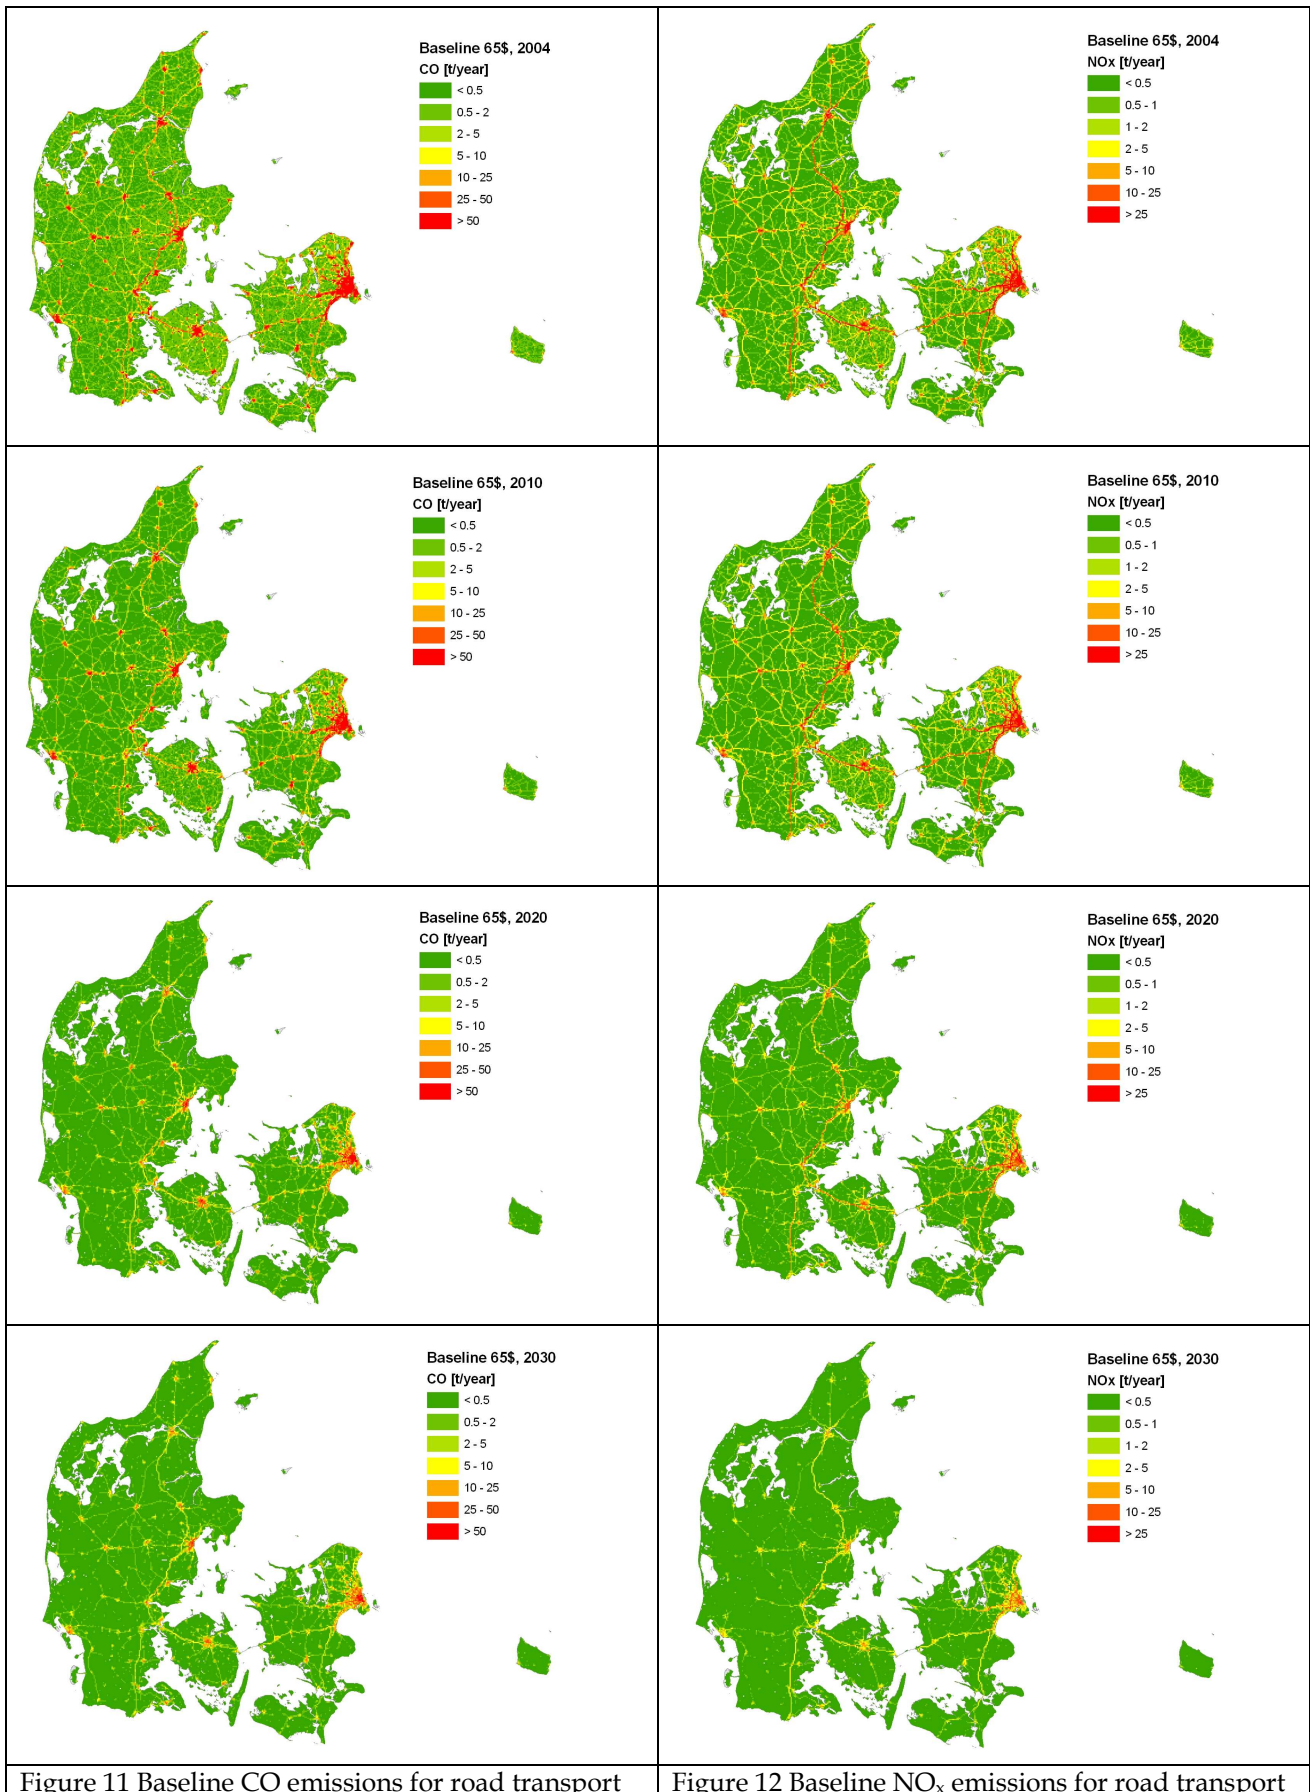 Baseline 65$, 2004
CO [t/year]
< 0.5
0.5 - 2
2 - 5
5 - 10
10 - 25
25 - 50
> 50
Baseline 65$, 2004
NOx [t/year]
< 0.5
0.5 - 1
1 - 2
2 - 5
5 - 10
10 - 25
> 25
Baseline 65$, 2010
CO [t/year]
< 0.5
0.5 - 2
2 - 5
5 - 10
10 - 25
25 - 50
> 50
Baseline 65$, 2010
NOx [t/year]
< 0.5
0.5 - 1
1 - 2
2 - 5
5 - 10
10 - 25
> 25
Baseline 65$, 2020
CO [t/year]
< 0.5
0.5 - 2
2 - 5
5 - 10
10 - 25
25 - 50
> 50
Baseline 65$, 2020
NOx [t/year]
< 0.5
0.5 - 1
1 - 2
2 - 5
5 - 10
10 - 25
> 25
Baseline 65$, 2030
CO [t/year]
< 0.5
0.5 - 2
2 - 5
5 - 10
10 - 25
25 - 50
> 50
Baseline 65$, 2030
NOx [t/year]
< 0.5
0.5 - 1
1 - 2
2 - 5
5 - 10
10 - 25
> 25
Figure 11 Baseline CO emissions for road transport
Figure 12 Baseline NOx emissions for road transport